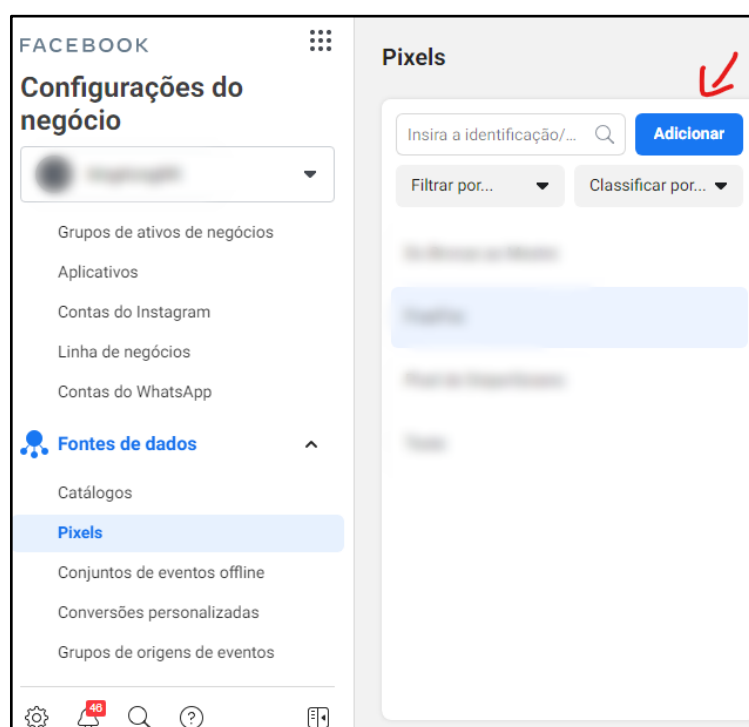 FACEBOOK
Configurações do
negócio
Grupos de ativos de negócios
Aplicativos
Contas do Instagram
Linha de negócios
Contas do WhatsApp
Fontes de dados
Catálogos
Pixels
Conjuntos de eventos offline
Conversões personalizadas
Grupos de origens de eventos
46
Pixels
Insira a identificação/...
Adicionar
Filtrar por...
Classificar por...